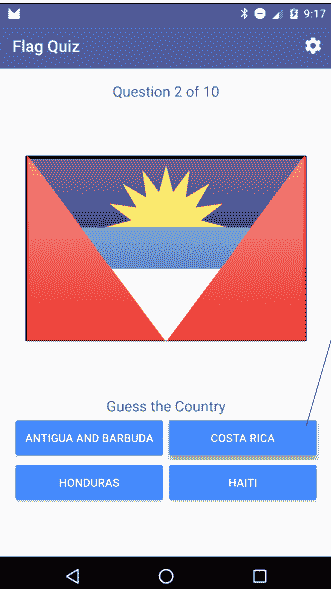 9:17
Flag Quiz
Question 2 of 10
Guess the Country
ANTIGUA AND BARBUDA
COSTA RICA
HONDURAS
HAITI